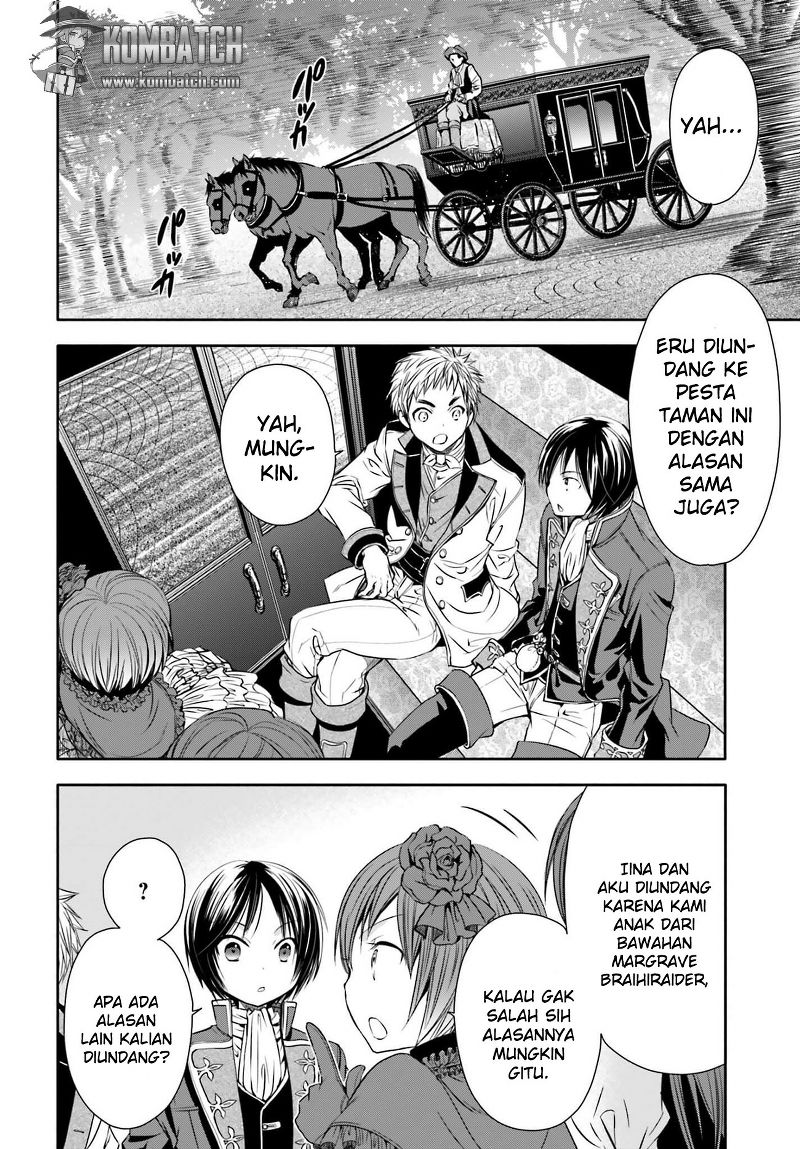 KOMBATCH
www.kombatch.com
パッカ
パッカ
YAH...
ERU DIUN-
DANG KE
PESTA
TAMAN INI
DENGAN
ALASAN
SAMA
JUGA?
YAH,
MUNG-
KIN.
IINA DAN
AKU DIUNDANG
KARENA KAMI
ANAK DARI
BAWAHAN
MARGRAVE
BRAIHIRAIDER,
KALAU GAK
SALAH SIH
ALASANNYA
MUNGKIN
GITU.
?
APA ADA
ALASAN
LAIN KALIAN
DIUNDANG?